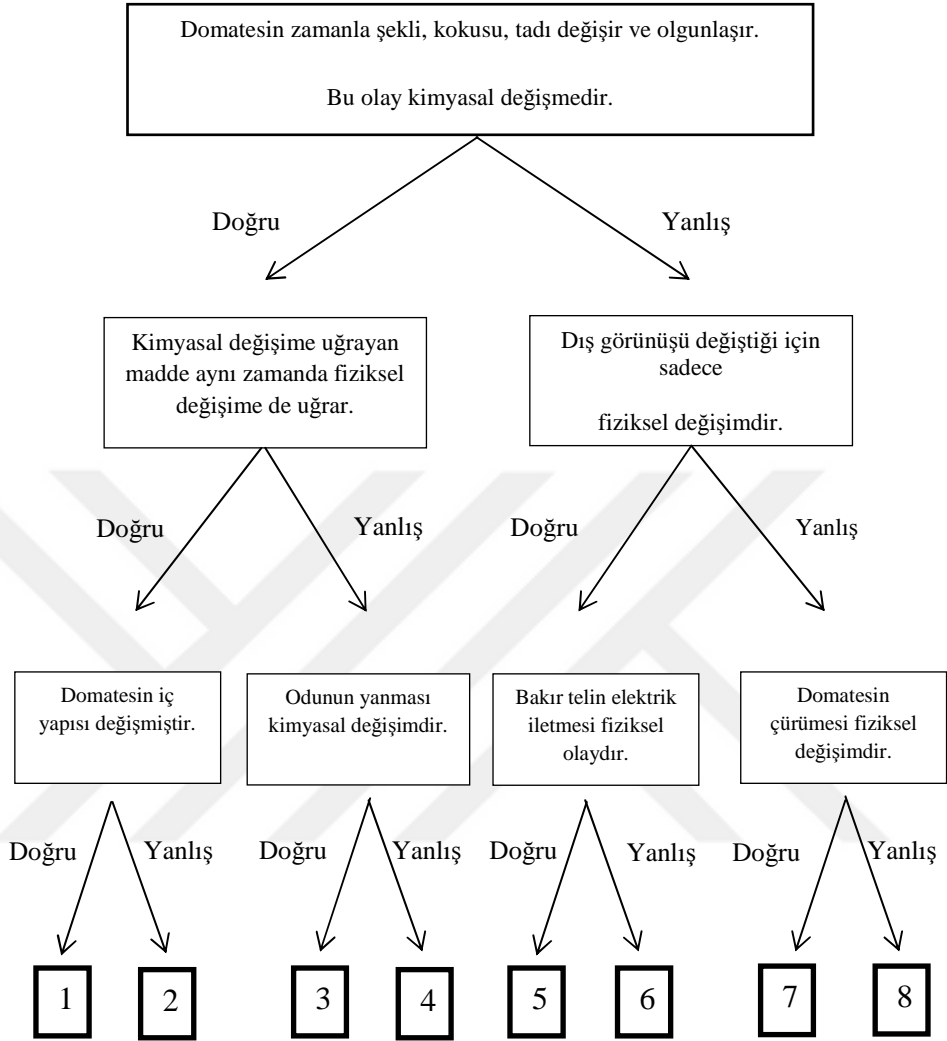 Domatesin zamanla şekli, kokusu, tadı değişir ve olgunlaşır.
Bu olay kimyasal değişmedir.
Doğru
Yanlış
Kimyasal değişime uğrayan
madde aynı zamanda fiziksel
değişime de uğrar.
Dış görünüşü değiştiği için
sadece
fiziksel değişimdir.
Doğru
Yanlış
Doğru
Yanlış
Domatesin iç
yapısı değişmiştir.
Odunun yanması
kimyasal değişimdir.
Bakır telin elektrik
iletmesi fiziksel
olaydır.
Domatesin
çürümesi fiziksel
değişimdir.
Doğru
Yanlış
Doğru
Yanlış
Doğru
Yanlış
Doğru
Yanlış
1
2
3
4
5
6
7
8